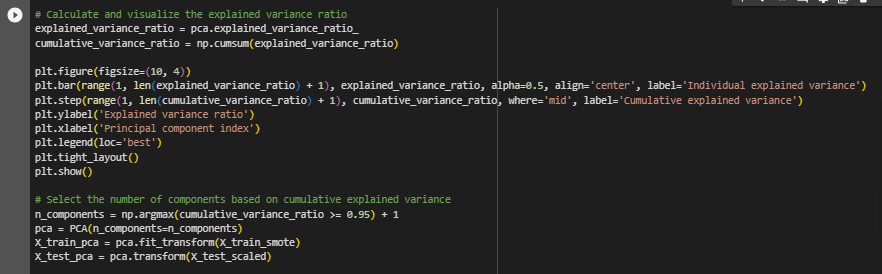 # Calculate and visualize the explained variance ratio
explained_variance_ratio = pca.explained_variance_ratio_
cumulative_variance_ratio = np.cumsum(explained_variance_ratio)
plt.figure(figsize=(10, 4))
plt.bar(range(1, len(explained_variance_ratio) + 1), explained_variance_ratio, alpha=0.5, align='center', label='Individual explained variance')
plt.step(range(1, len(cumulative_variance_ratio) + 1), cumulative_variance_ratio, where='mid', label='Cumulative explained variance')
plt.ylabel('Explained variance ratio')
plt.xlabel('Principal component index')
plt.legend(loc='best')
plt.tight_layout()
plt.show()
# Select the number of components based on cumulative explained variance
n_components = np.argmax(cumulative_variance_ratio >= 0.95) + 1
pca = PCA(n_components=n_components)
X_train_pca = pca.fit_transform(X_train_smote)
X_test_pca = pca.transform(X_test_scaled)